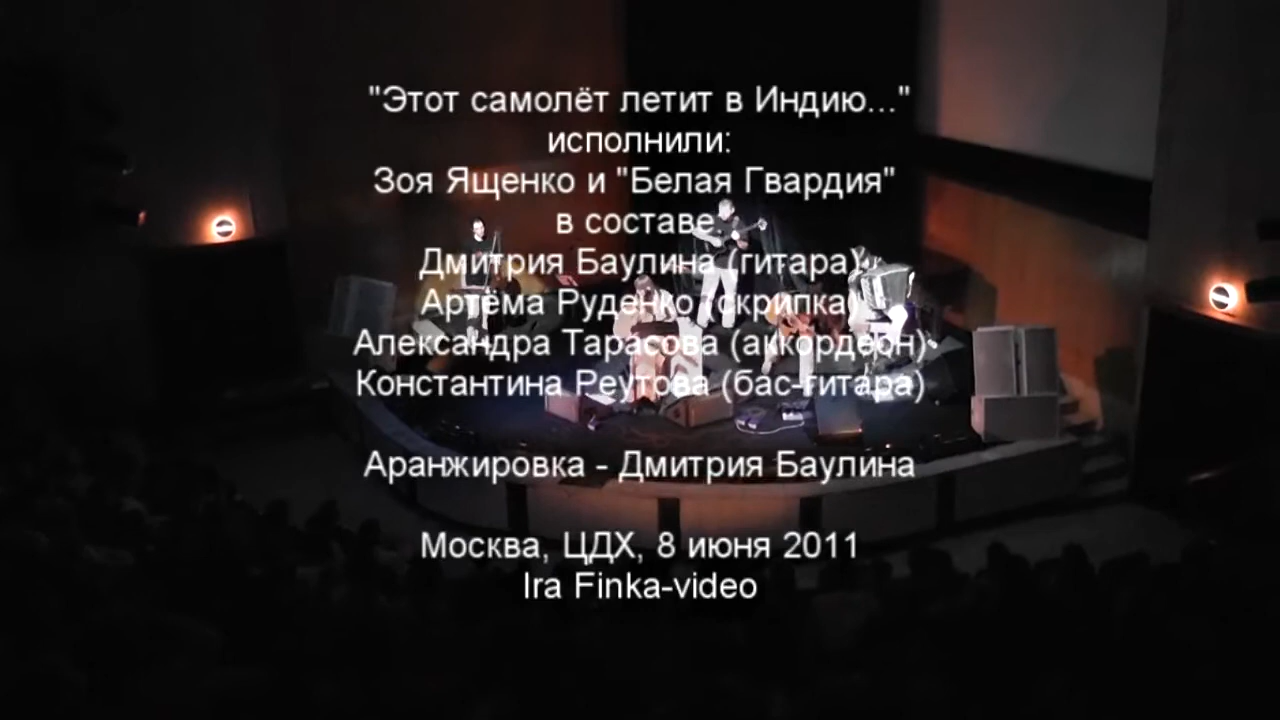 "Этот самолёт летит в Индию..."
исполнили:
Зоя Ященко и "Белая Гвардия"
в составе:
Дмитрия Баулина (гитара)
Артёма Руденко (скрипка)
Александра Тарасова (аккордеон)
Константина Реутова (бас-гитара)
Аранжировка - Дмитрия Баулина
Москва, ЦДХ, 8 июня 2011
Ira Finka-video